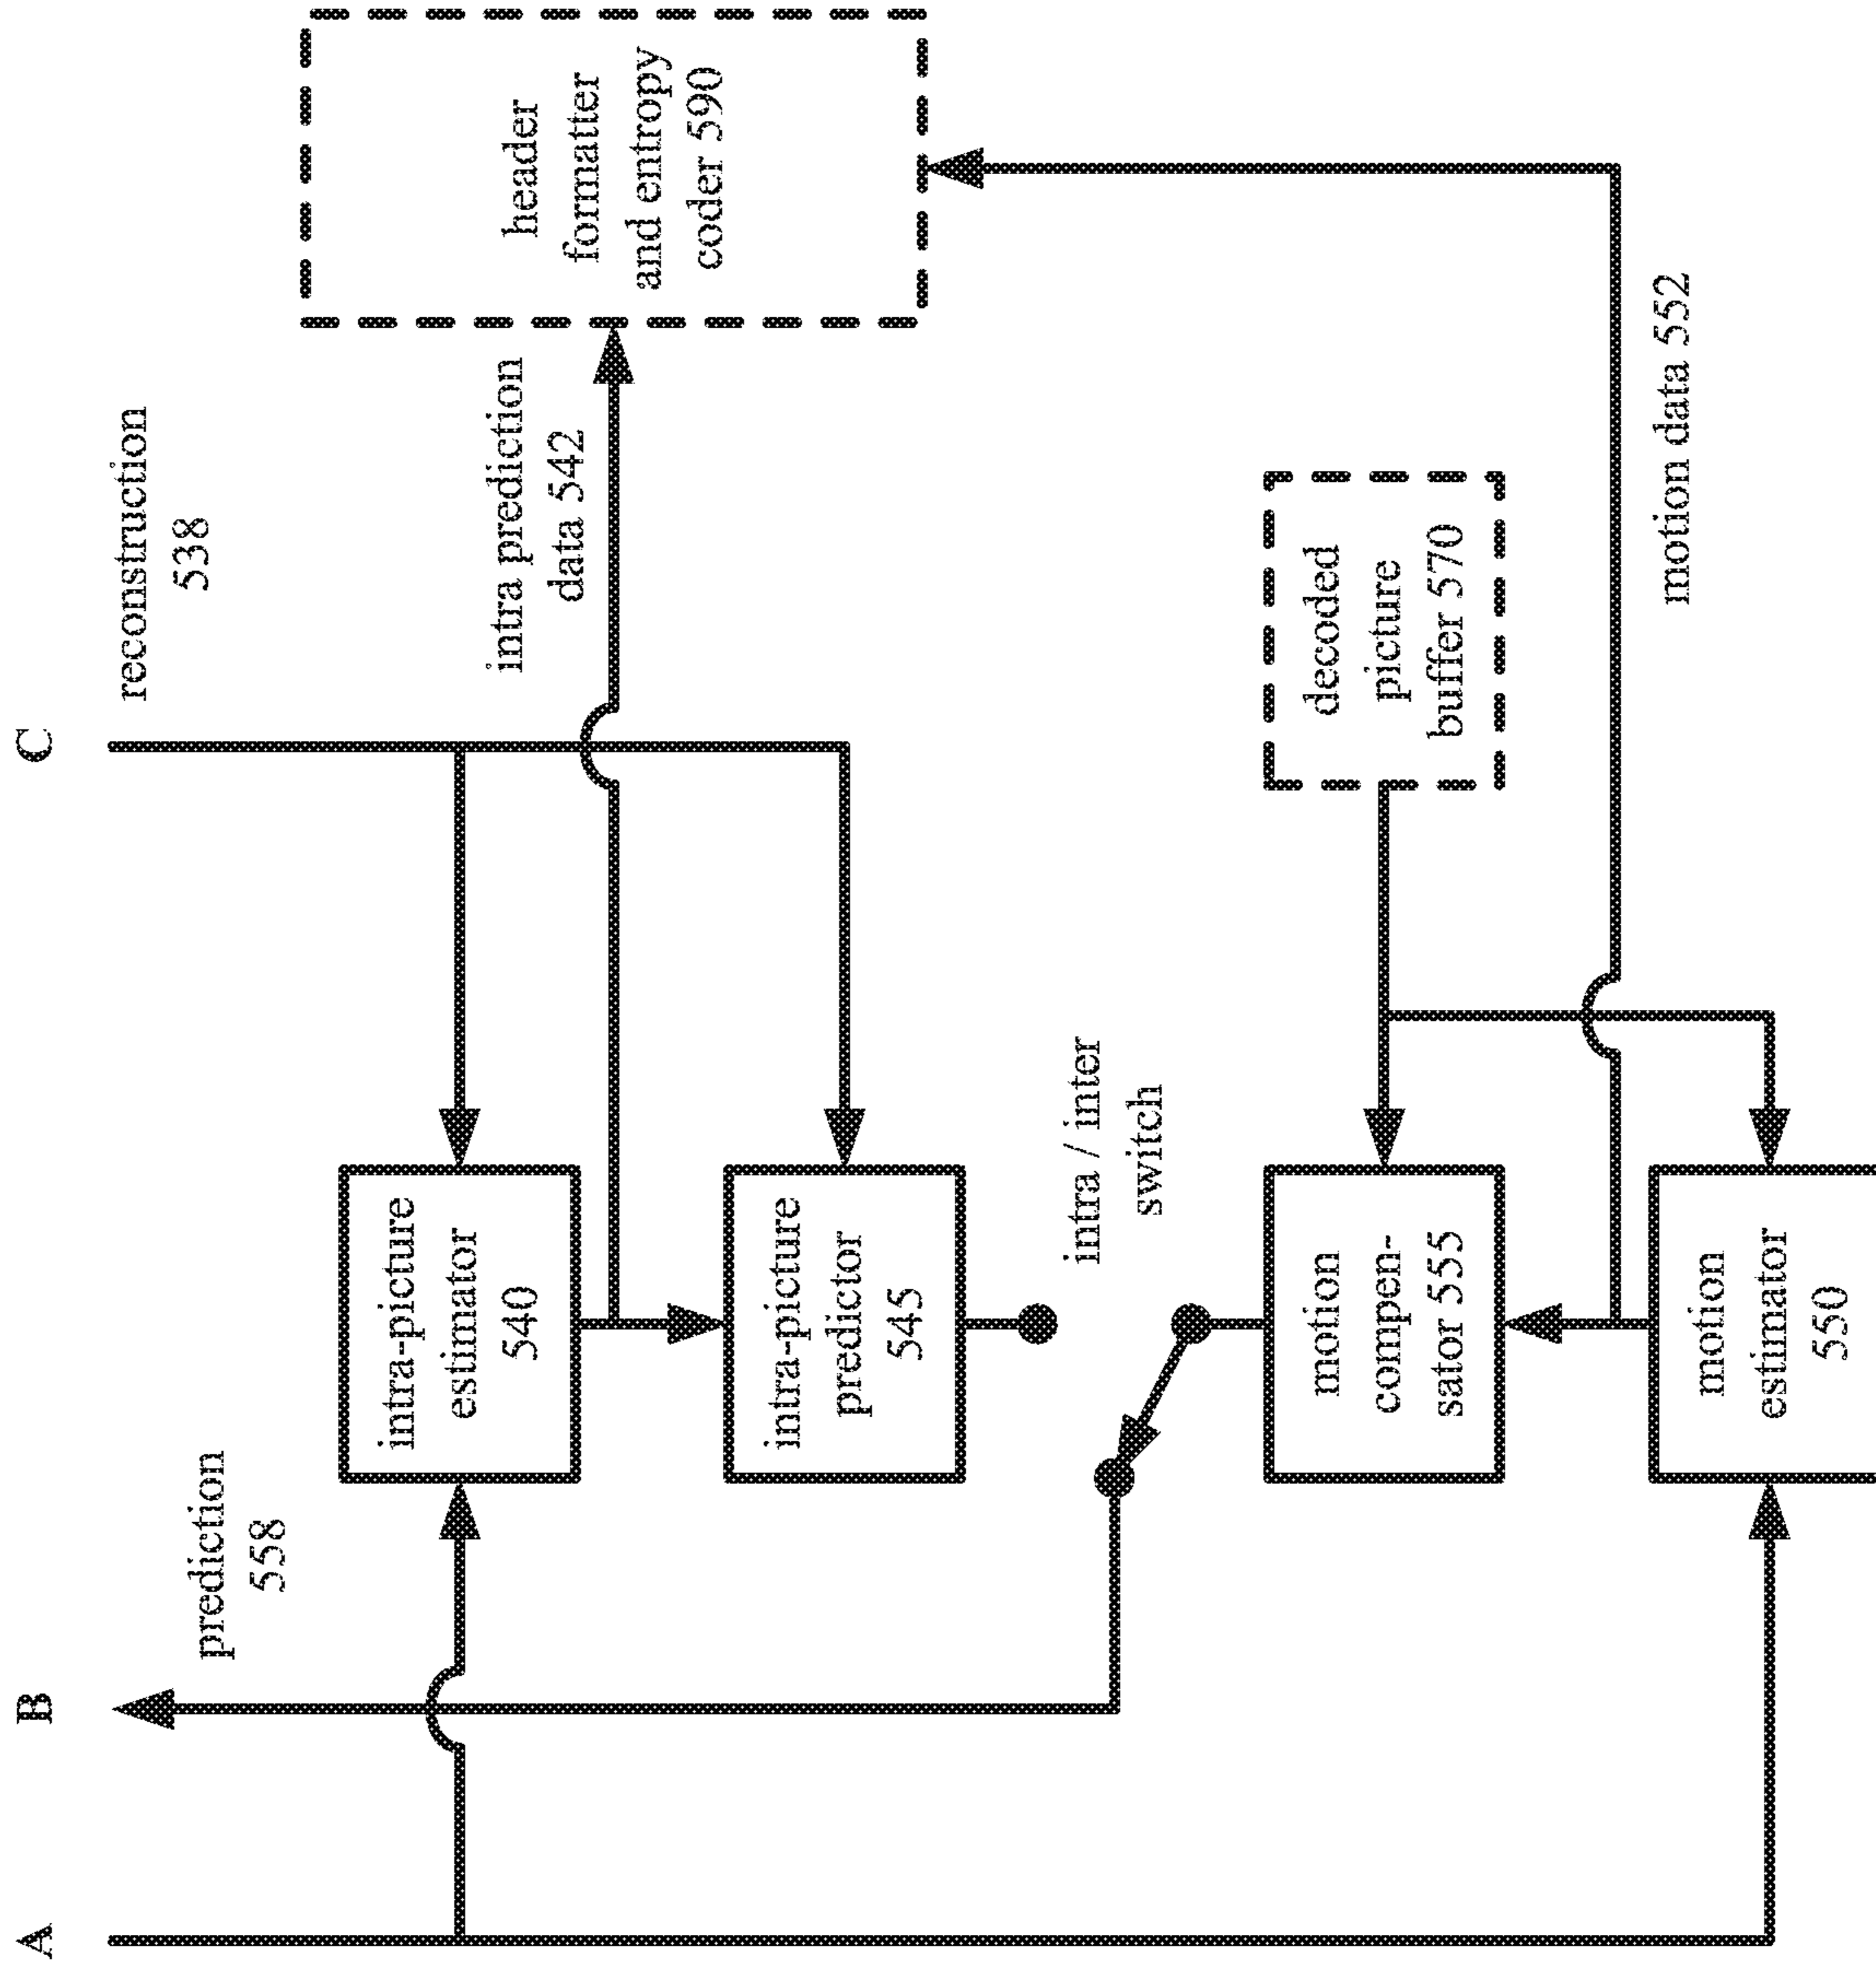 A
B
C
prediction
558
reconstruction
538
intra-picture
estimator
540
intra prediction
data 542
header
formatter
and entropy
coder 590
intra-picture
predictor
545
intra / inter
switch
motion
compen-
sator 555
decoded
picture
buffer 570
motion
estimator
550
motion data 552